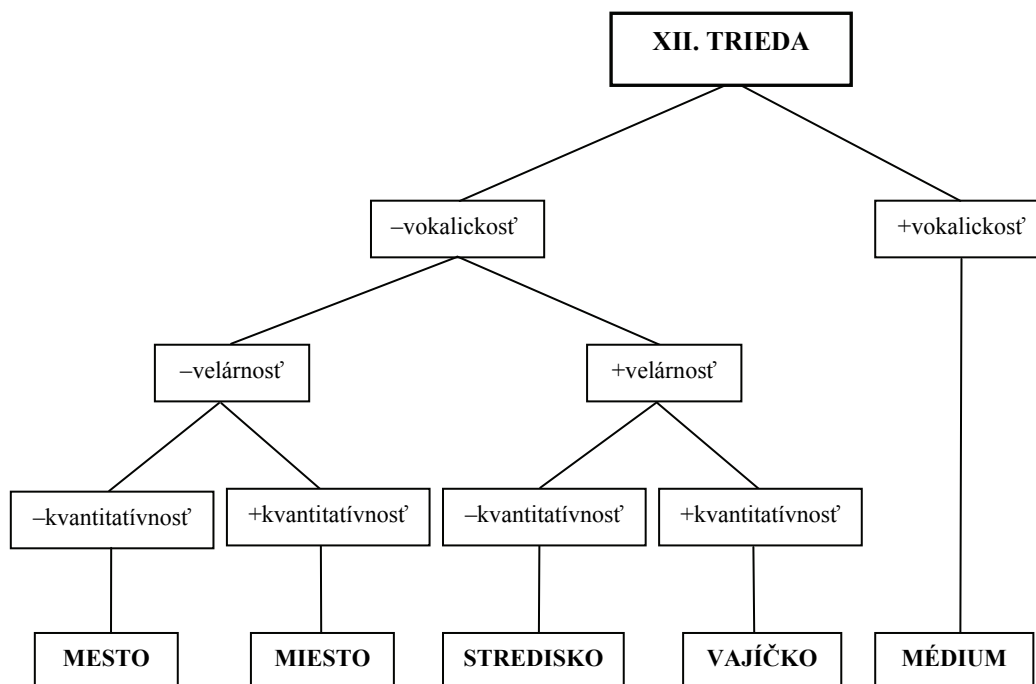 XII. TRIEDA
–vokalickosť
+vokalickosť
–velárnosť
+velárnosť
–kvantitatívnosť
+kvantitatívnosť
–kvantitatívnosť
+kvantitatívnosť
MESTO
MIESTO
STREDISKO
VAJÍČKO
MÉDIUM